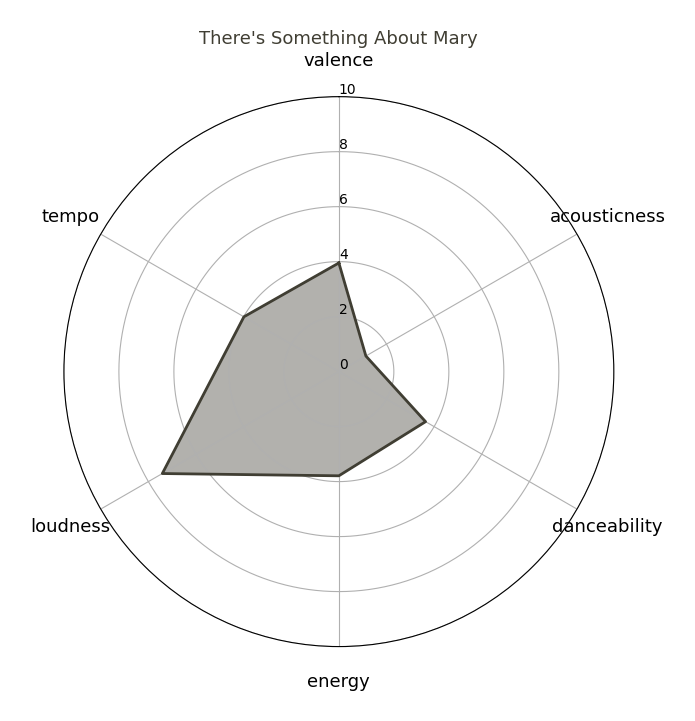 There's Something About Mary
valence
10
8
tempo
acousticness
6
4
2
0
loudness
danceability
energy